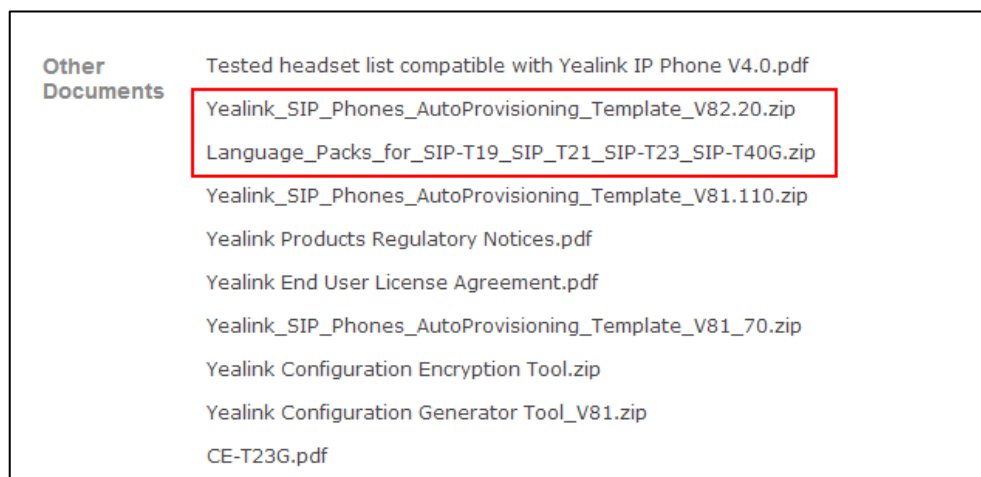 Other
Documents
Tested headset list compatible with Yealink IP Phone V4.0.pdf
Yealink_SIP_Phones_AutoProvisioning_Template_V82.20.zip
Language_Packs_for_SIP-T19_SIP_T21_SIP-T23_SIP-T40G.zip
Yealink_SIP_Phones_AutoProvisioning_Template_V81.110.zip
Yealink Products Regulatory Notices.pdf
Yealink End User License Agreement.pdf
Yealink_SIP_Phones_AutoProvisioning_Template_V81_70.zip
Yealink Configuration Encryption Tool.zip
Yealink Configuration Generator Tool_V81.zip
CE-T23G.pdf